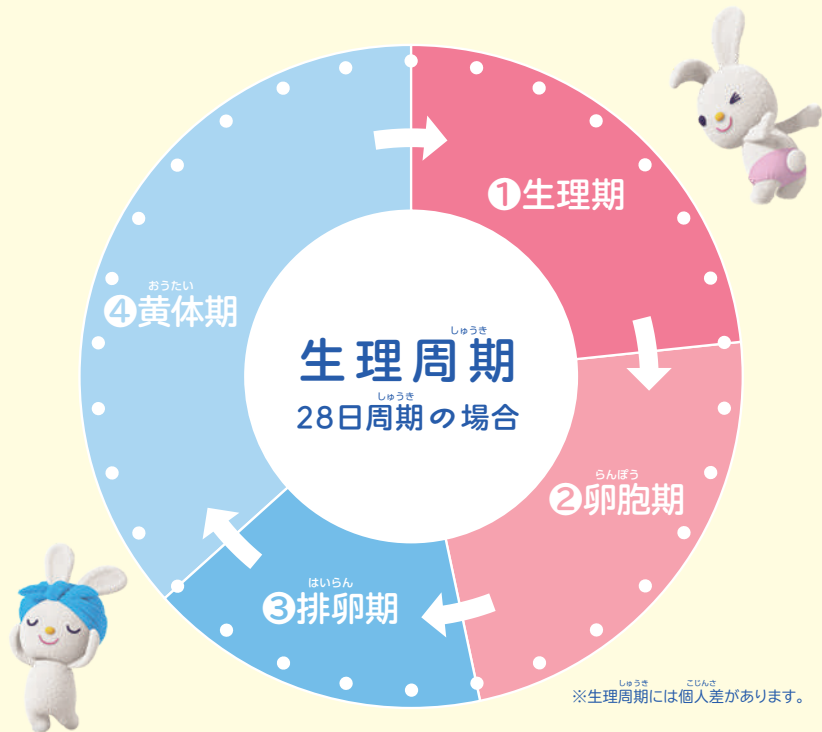 ❶生理期
おうたい
❹黄体期
しゅうき
生理周期
しゅうき
28日周期の場合
らんぽう
❷卵胞期
はいらん
❸排卵期
しゅうき こじんさ
※生理周期には個人差があります。